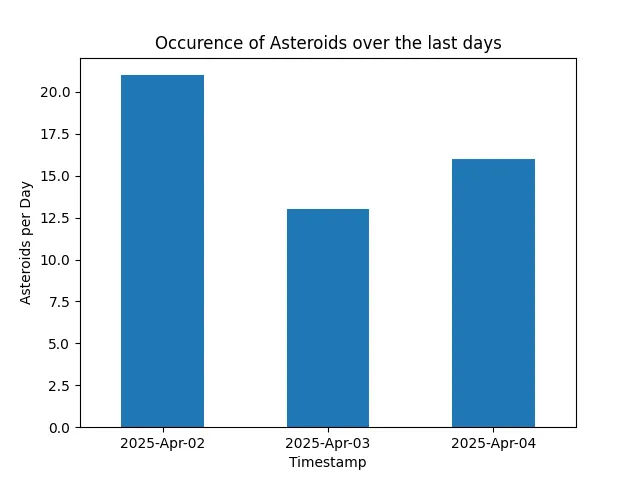 Occurence of Asteroids over the last days
Asteroids per Day
20.0
17.5
15.0
12.5
10.0
7.5
5.0
2.5
0.0
2025-Apr-02 2025-Apr-03 2025-Apr-04
Timestamp